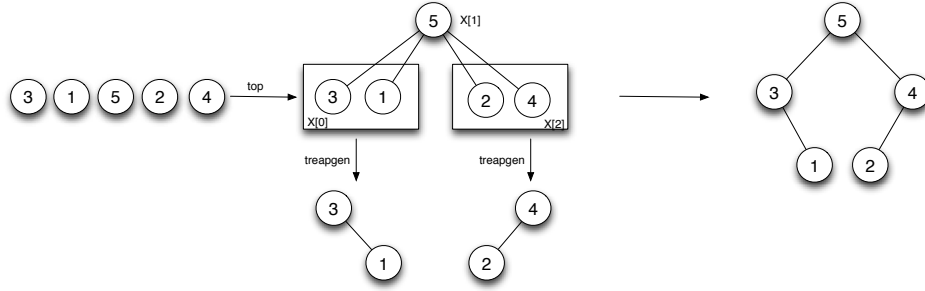 5 X[1] 5
top
3 1 5 2 4 3 1 2 4 3 4
X[0] X[2]
treapgen treapgen
1 2
3 4
1 2